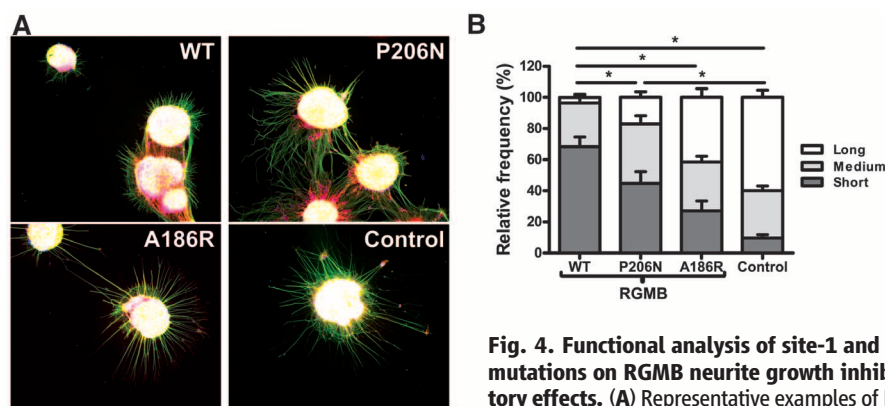 A
WT
P206N
A186R
Control
B
*
*
*
*
120
100
80
60
40
20
0
Relative frequency (%)
Long
Medium
Short
WT
P206N
A186R
Control
RGMB
Fig. 4. Functional analysis of site-1 and
mutations on RGMB neurite growth inhibi
tory effects. (A) Representative examples of